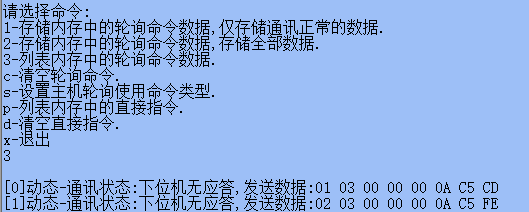 请选择命令:
1-存储内存中的轮询命令数据,仅存储通讯正常的数据.
2-存储内存中的轮询命令数据,存储全部数据.
3-列表内存中的轮询命令数据.
c-清空轮询命令.
s-设置主机轮询使用命令类型.
p-列表内存中的直接指令.
d-清空直接指令.
x-退出
3
[0]动态-通讯状态:下位机无应答,发送数据:01 03 00 00 00 0A C5 CD
[1]动态-通讯状态:下位机无应答,发送数据:02 03 00 00 00 0A C5 FE